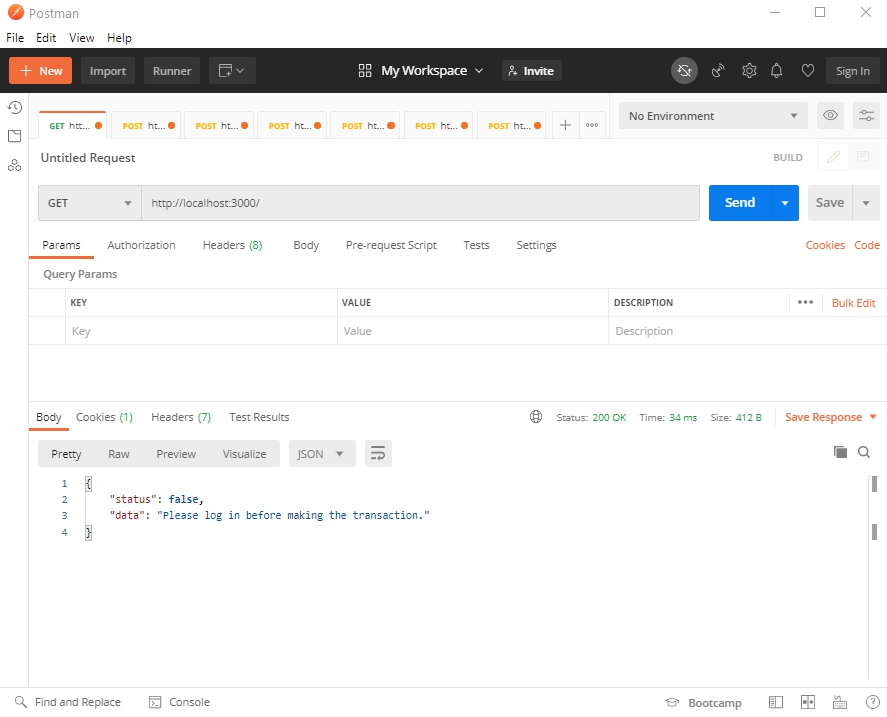 Postman
File Edit View Help
New Import Runner My Workspace Invite Sign In
GET htt... POST ht... POST ht... POST ht... POST ht... POST ht... POST ht... No Environment
Untitled Request BUILD
GET http://localhost:3000/ Send Save
Params Authorization Headers (8) Body Pre-request Script Tests Settings Cookies Code
Query Params
KEY VALUE DESCRIPTION Bulk Edit
Key Value Description
Body Cookies (1) Headers (7) Test Results Status: 200 OK Time: 34 ms Size: 412 B Save Response
Pretty Raw Preview Visualize JSON
1 {
2 "status": false,
3 "data": "Please log in before making the transaction."
4 }
Find and Replace Console Bootcamp